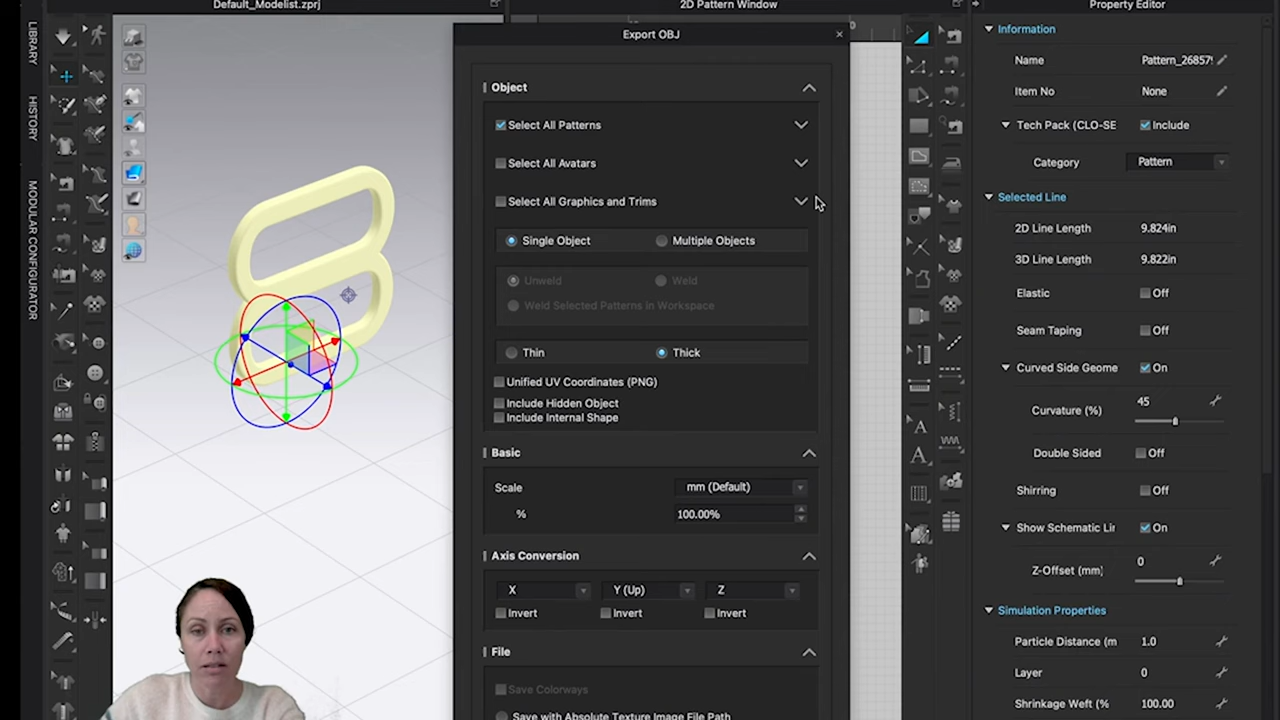 Default_Modelist.zprj
2D Pattern Window
Property Editor
LIBRARY
HISTORY
MODULAR CONFIGURATOR
Export OBJ
Object
Select All Patterns
Select All Avatars
Select All Graphics and Trims
Single Object
Multiple Objects
Unweld
Weld
Weld Selected Patterns in Workspace
Thin
Thick
Unified UV Coordinates (PNG)
Include Hidden Object
Include Internal Shape
Basic
Scale
mm (Default)
%
100.00%
Axis Conversion
X
Y (Up)
Z
Invert
Invert
Invert
File
Save Colorways
Save with Absolute Texture Image File Path
Information
Name
Pattern_26857
Item No
None
Tech Pack (CLO-SE
Include
Category
Pattern
Selected Line
2D Line Length
9.824in
3D Line Length
9.822in
Elastic
Off
Seam Taping
Off
Curved Side Geome
On
Curvature (%)
45
Double Sided
Off
Shirring
Off
Show Schematic Lir
On
Z-Offset (mm)
0
Simulation Properties
Particle Distance (m
1.0
Layer
0
Shrinkage Weft (%
100.00